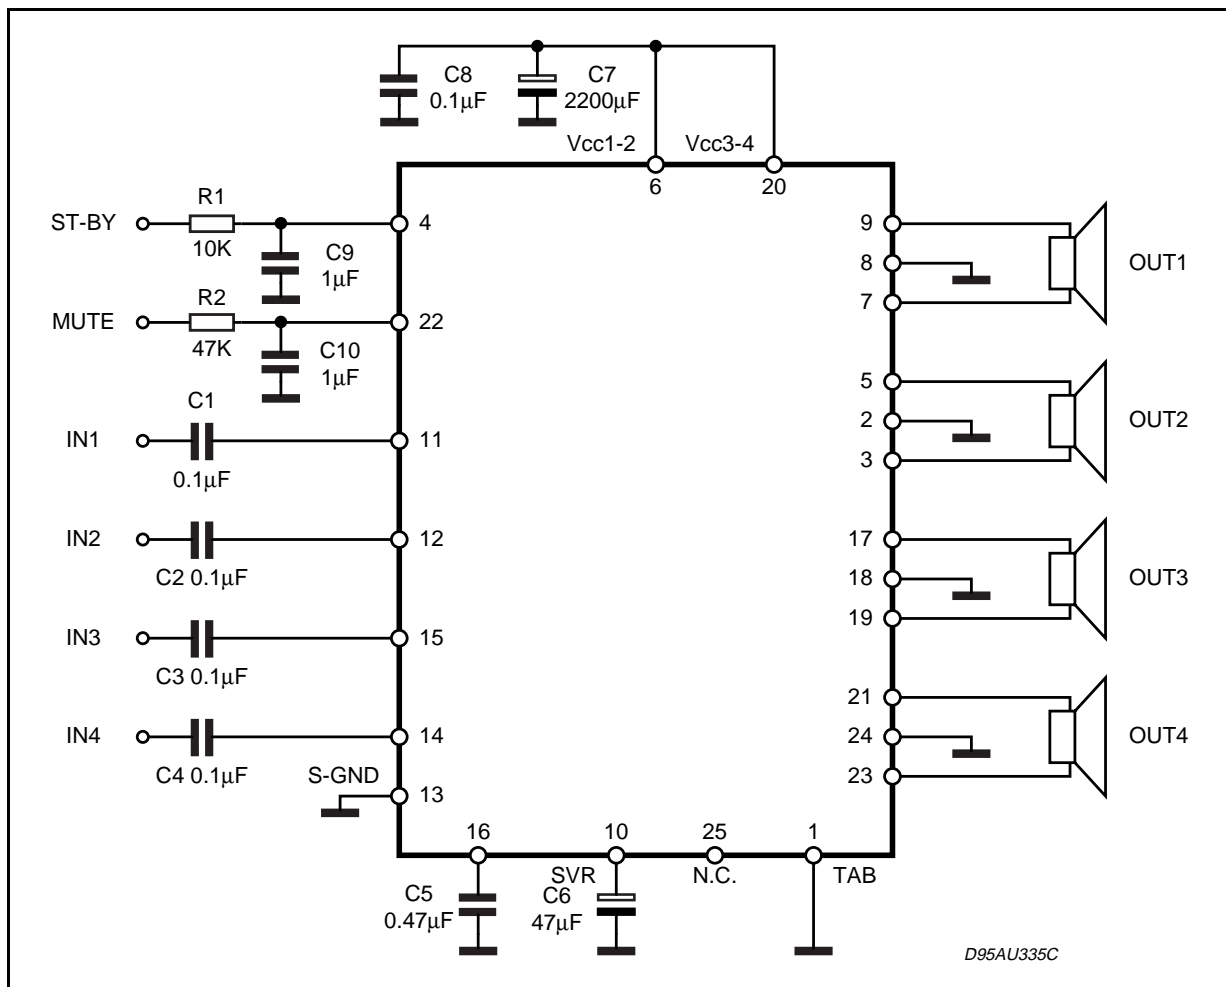 C8
0.1µF
C7
2200µF
Vcc1-2
Vcc3-4
6
20
ST-BY
R1
10K
4
C9
1µF
MUTE
R2
47K
22
C10
1µF
IN1
C1
0.1µF
11
IN2
C2 0.1µF
12
IN3
C3 0.1µF
15
IN4
C4 0.1µF
14
S-GND
13
9
8
7
OUT1
5
2
3
OUT2
17
18
19
OUT3
21
24
23
OUT4
16
10
25
1
SVR
N.C.
TAB
C5
0.47µF
C6
47µF
D95AU335C